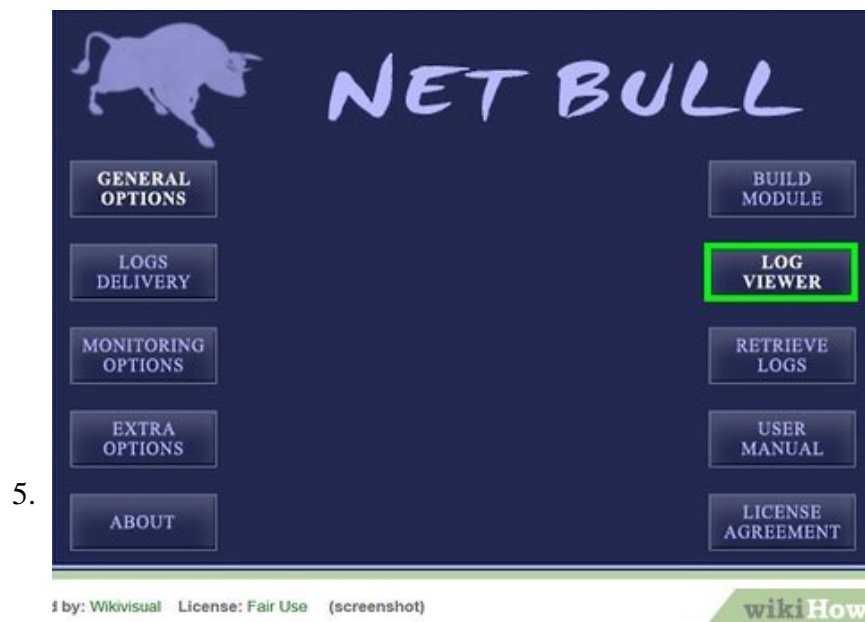 NET BULL
GENERAL
OPTIONS
BUILD
MODULE
LOGS
DELIVERY
LOG
VIEWER
MONITORING
OPTIONS
RETRIEVE
LOGS
EXTRA
OPTIONS
USER
MANUAL
5.
ABOUT
LICENSE
AGREEMENT
d by: Wikivisual License: Fair Use (screenshot)
wikiHow